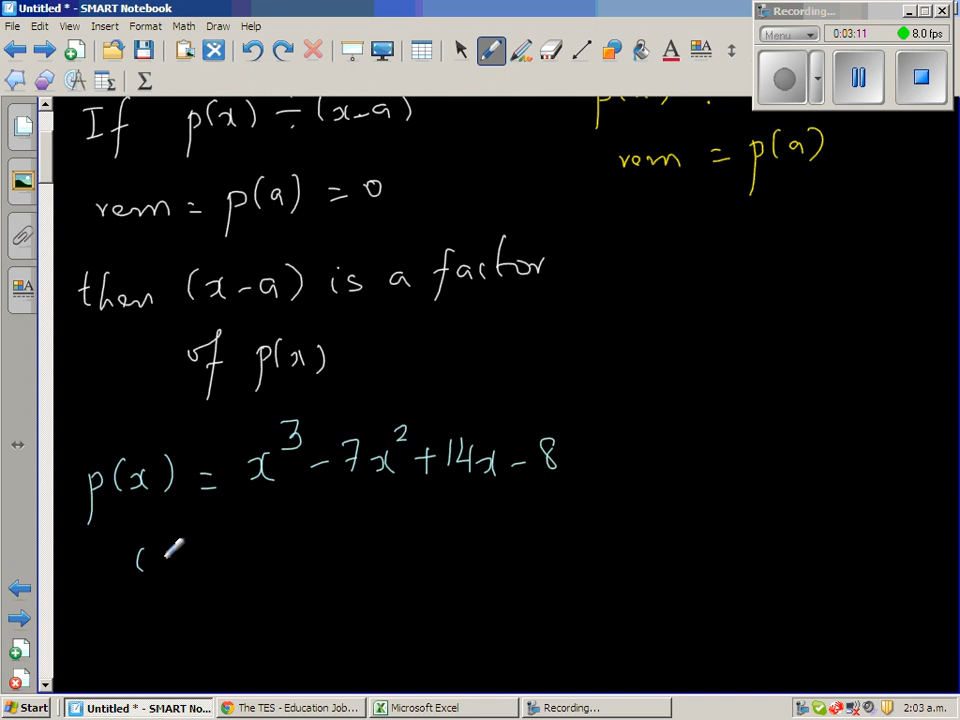 Untitled * - SMART Notebook
File Edit View Insert Format Math Draw Help
Recording...
Menu 0:03:11 8.0 fps
If p(x) ÷ (x-a)
rem = p(a)
rem = p(a) = 0
then (x-a) is a factor
of p(x)
p(x) = x³ - 7x² + 14x - 8
(
Start Untitled * - SMART No... The TES - Education Job... Microsoft Excel Recording... 2:03 a.m.